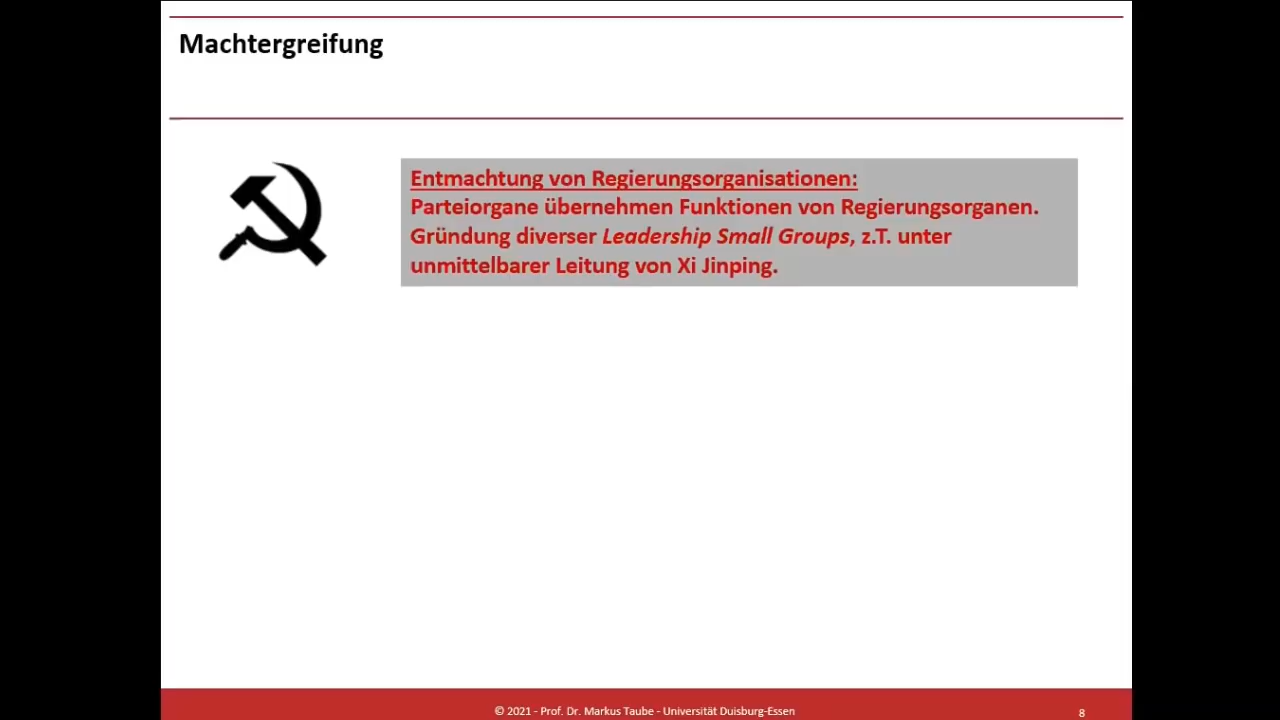 Machtergreifung
Entmachtung von Regierungsorganisationen:
Parteiorgane übernehmen Funktionen von Regierungsorganen.
Gründung diverser Leadership Small Groups, z.T. unter
unmittelbarer Leitung von Xi Jinping.
© 2021 - Prof. Dr. Markus Taube - Universität Duisburg-Essen
8